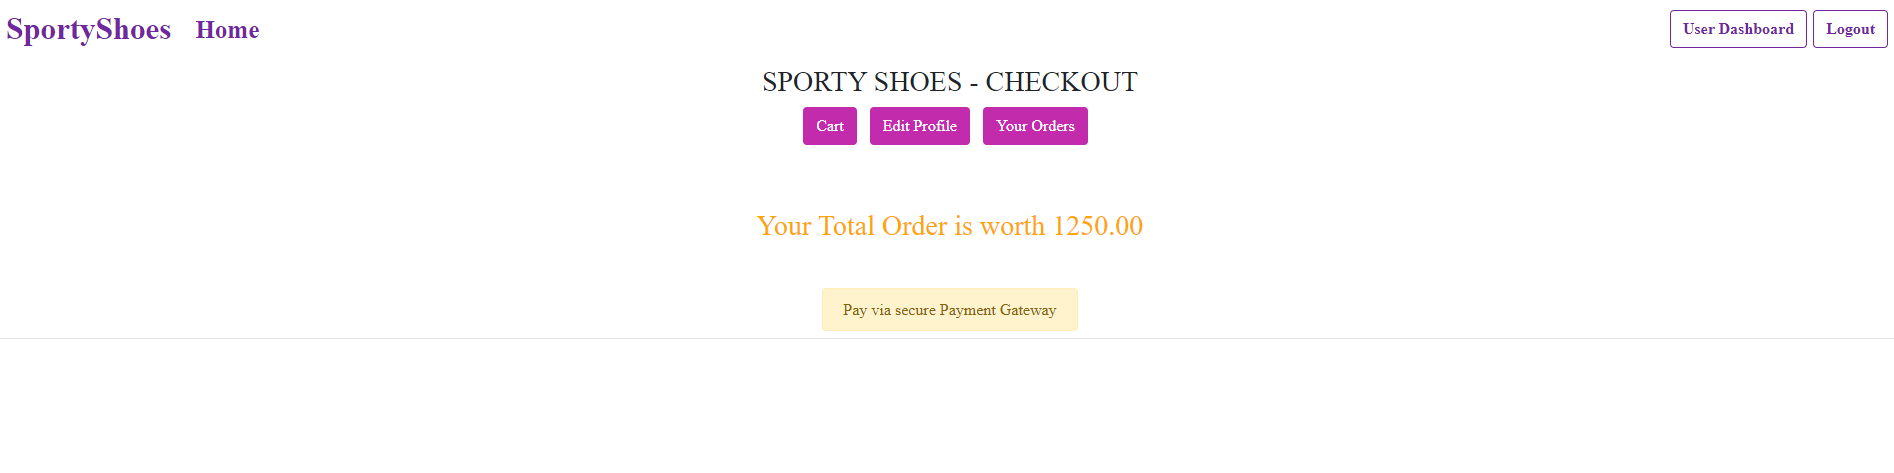 SportyShoes Home User Dashboard Logout
SPORTY SHOES - CHECKOUT
Cart Edit Profile Your Orders
Your Total Order is worth 1250.00
Pay via secure Payment Gateway